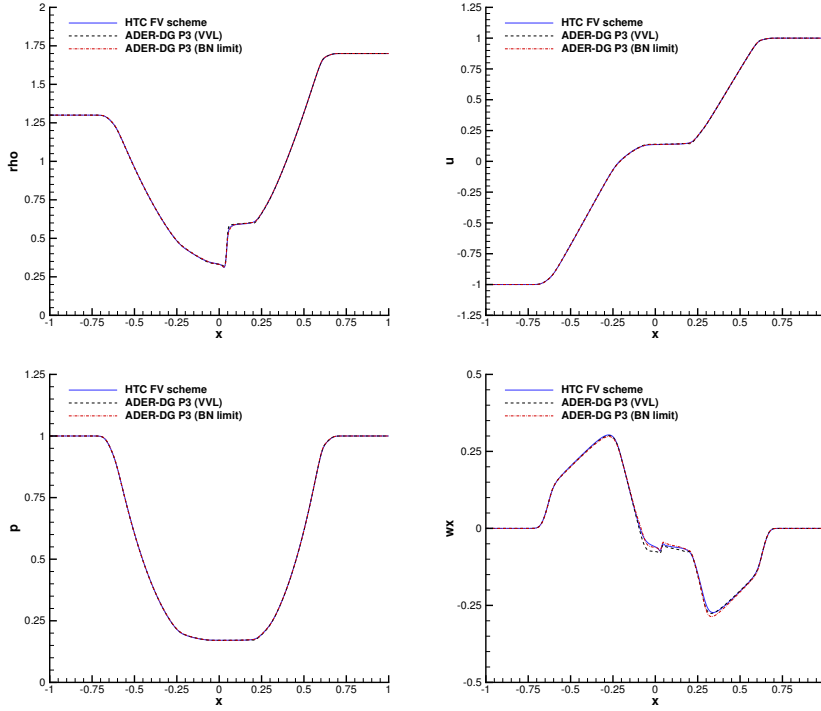 HTC FV scheme
ADER-DG P3 (VVL)
ADER-DG P3 (BN limit)
rho
2
1.75
1.5
1.25
1
0.75
0.5
0.25
0
-1 -0.75 -0.5 -0.25 0 0.25 0.5 0.75 1
x
HTC FV scheme
ADER-DG P3 (VVL)
ADER-DG P3 (BN limit)
u
1.25
1
0.75
0.5
0.25
0
-0.25
-0.5
-0.75
-1
-1.25
-1 -0.75 -0.5 -0.25 0 0.25 0.5 0.75
x
HTC FV scheme
ADER-DG P3 (VVL)
ADER-DG P3 (BN limit)
p
1.25
1
0.75
0.5
0.25
0
-1 -0.75 -0.5 -0.25 0 0.25 0.5 0.75 1
x
HTC FV scheme
ADER-DG P3 (VVL)
ADER-DG P3 (BN limit)
wx
0.5
0.25
0
-0.25
-0.5
-1 -0.75 -0.5 -0.25 0 0.25 0.5 0.75
x